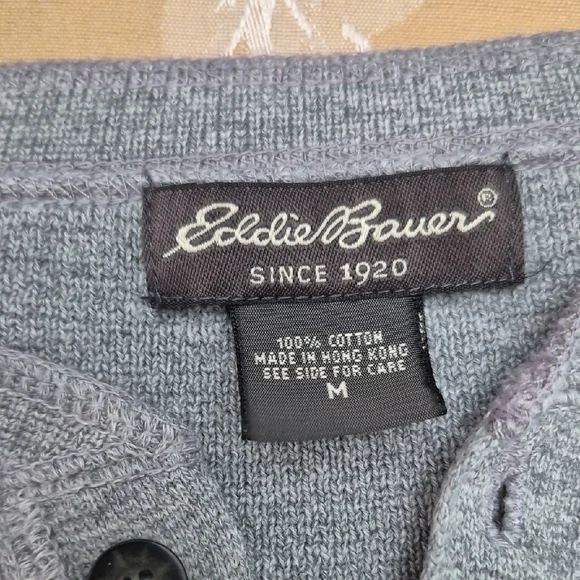 Eddie Bauer®
SINCE 1920
100% COTTON
MADE IN HONG KONG
SEE SIDE FOR CARE
M